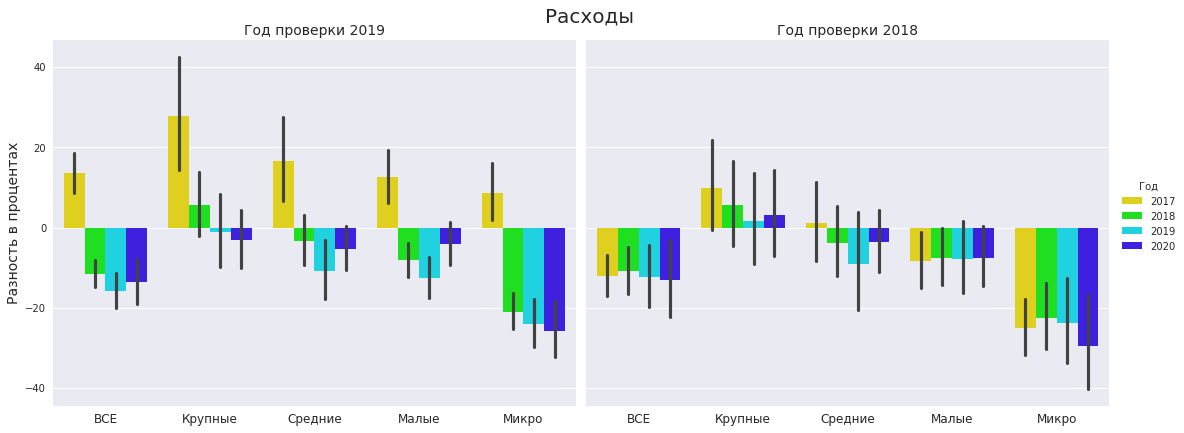 Расходы
Год проверки 2019
Год проверки 2018
Разность в процентах
40
20
0
−20
−40
ВСЕ
Крупные
Средние
Малые
Микро
ВСЕ
Крупные
Средние
Малые
Микро
Год
2017
2018
2019
2020